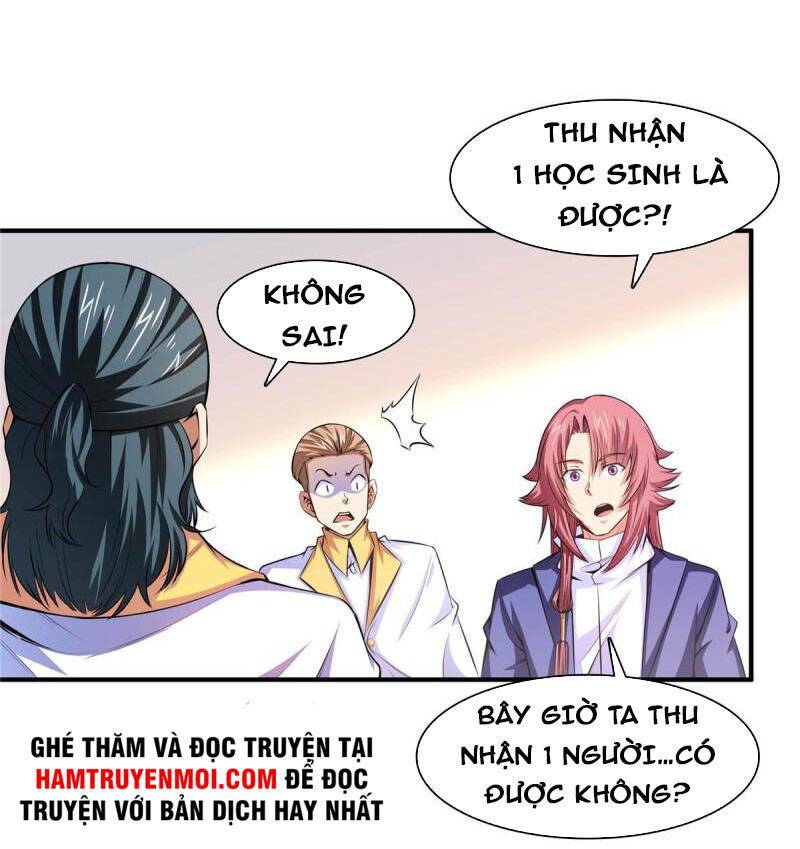 THU NHẬN
1 HỌC SINH LÀ
ĐƯỢC?!
KHÔNG
SAI!
BÂY GIỜ TA THU
NHẬN 1 NGƯỜI...CÓ
ĐƯỢC KHÔNG?
GHÉ THĂM VÀ ĐỌC TRUYỆN TẠI
HAMTRUYENMOI.COM ĐỂ ĐỌC
TRUYỆN VỚI BẢN DỊCH HAY NHẤT